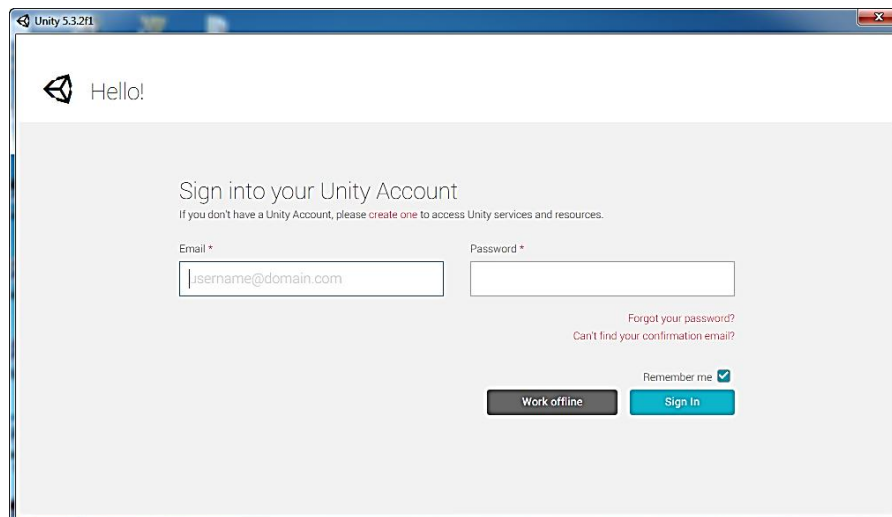 Unity 5.3.2f1
Hello!
Sign into your Unity Account
If you don't have a Unity Account, please create one to access Unity services and resources.
Email * Password *
username@domain.com
Forgot your password?
Can't find your confirmation email?
Remember me
Work offline Sign In